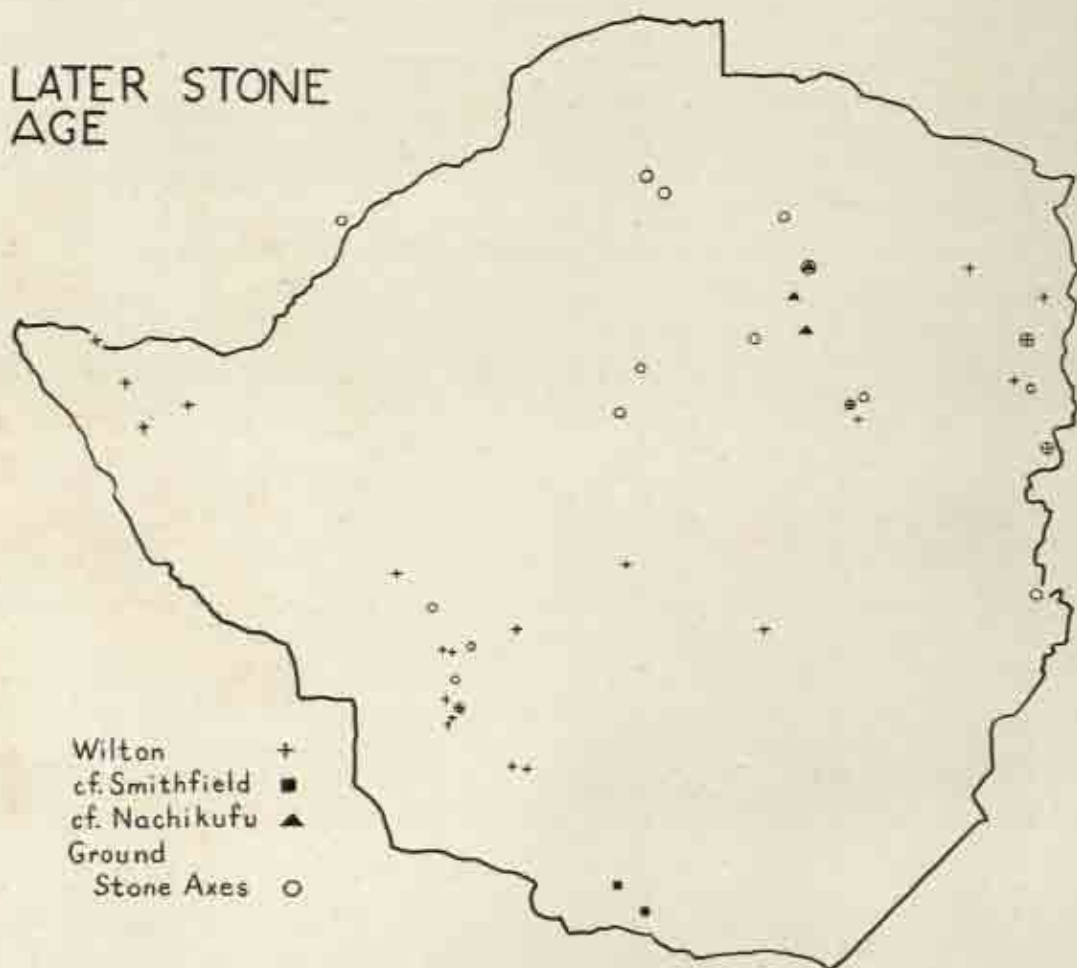 LATER STONE
AGE
Wilton
cf. Smithfield
cf. Nachikufu
Ground
Stone Axes